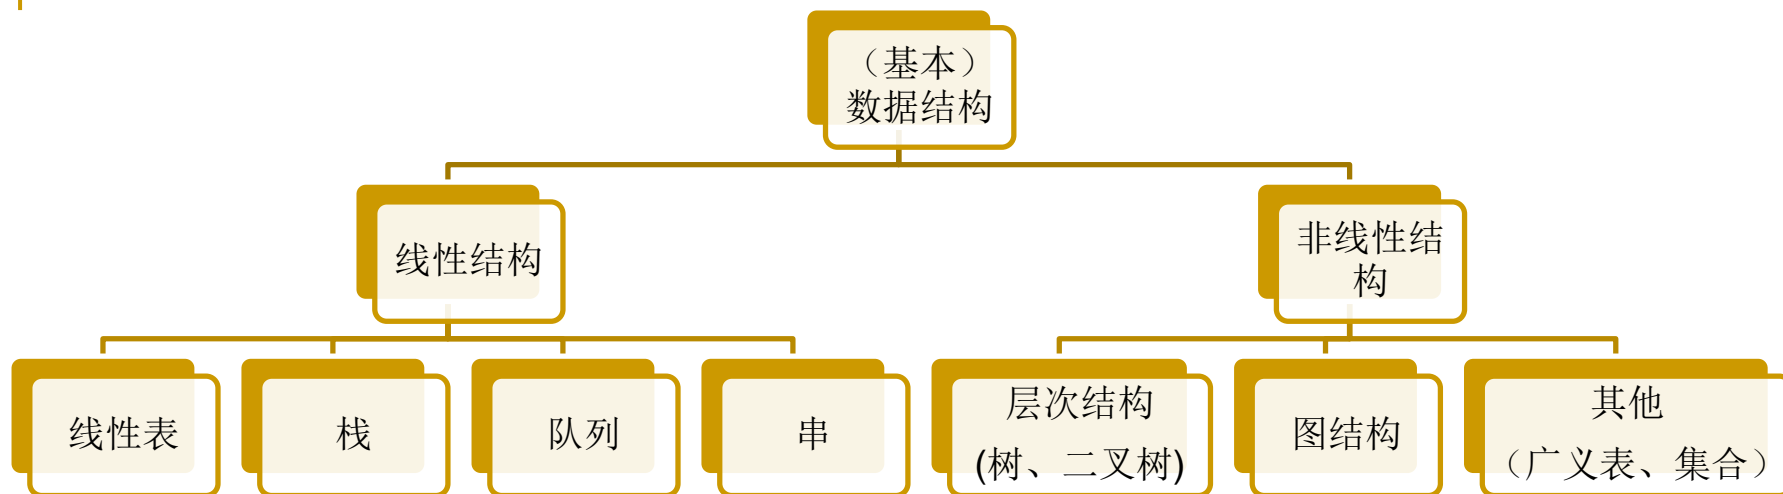 （基本）
数据结构
线性结构
非线性结
构
线性表
栈
队列
串
层次结构
(树、二叉树)
图结构
其他
（广义表、集合）